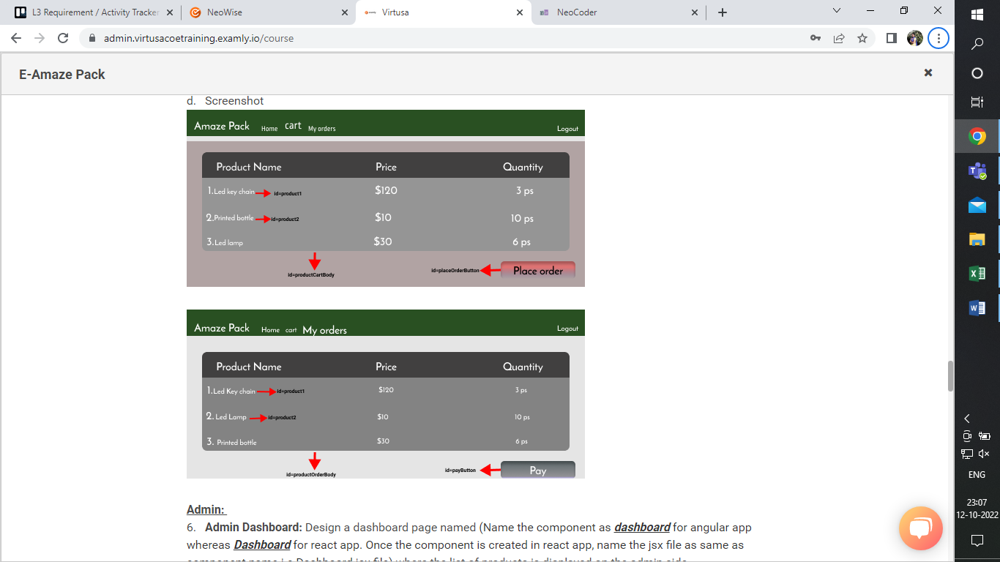 L3 Requirement / Activity Tracker
NeoWise
Virtusa
NeoCoder
admin.virtusacoetraining.examly.io/course
E-Amaze Pack
d. Screenshot
Amaze Pack Home cart My orders Logout
Product Name Price Quantity
1.Led key chain id=product1 $120 3 ps
2.Printed bottle id=product2 $10 10 ps
3.Led lamp $30 6 ps
id=productCartBody
id=placeOrderButton Place order
Amaze Pack Home cart My orders Logout
Product Name Price Quantity
1.Led Key chain id=product1 $120 3 ps
2. Led Lamp id=product2 $10 10 ps
3. Printed bottle $30 6 ps
id=productOrderBody
id=payButton Pay
Admin:
6. Admin Dashboard: Design a dashboard page named (Name the component as dashboard for angular app
whereas Dashboard for react app. Once the component is created in react app, name the jsx file as same as
component name i.e Dashboard.jsx file) where the list of products is displayed on the admin side.
ENG
23:07
12-10-2022